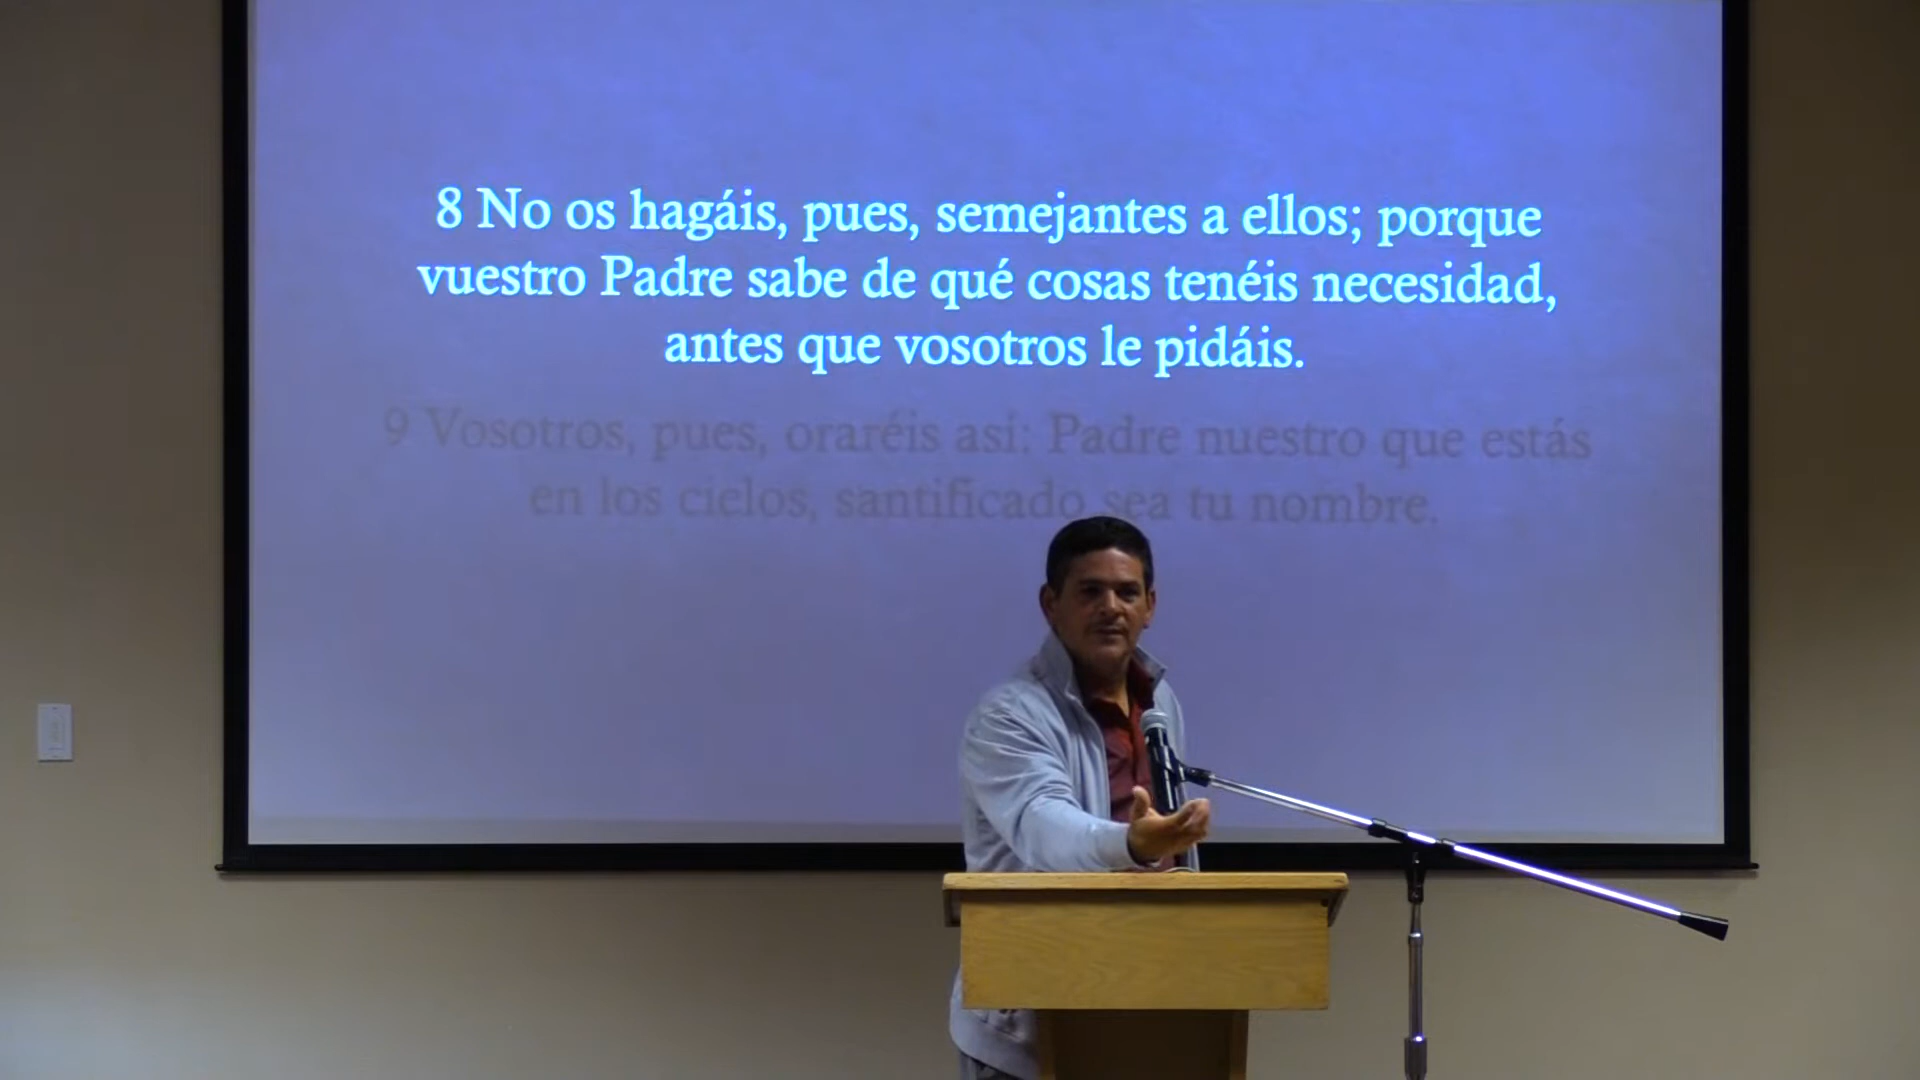 8 No os hagáis, pues, semejantes a ellos; porque
vuestro Padre sabe de qué cosas tenéis necesidad,
antes que vosotros le pidáis.
9 Vosotros, pues, oraréis así: Padre nuestro que estás
en los cielos, santificado sea tu nombre.